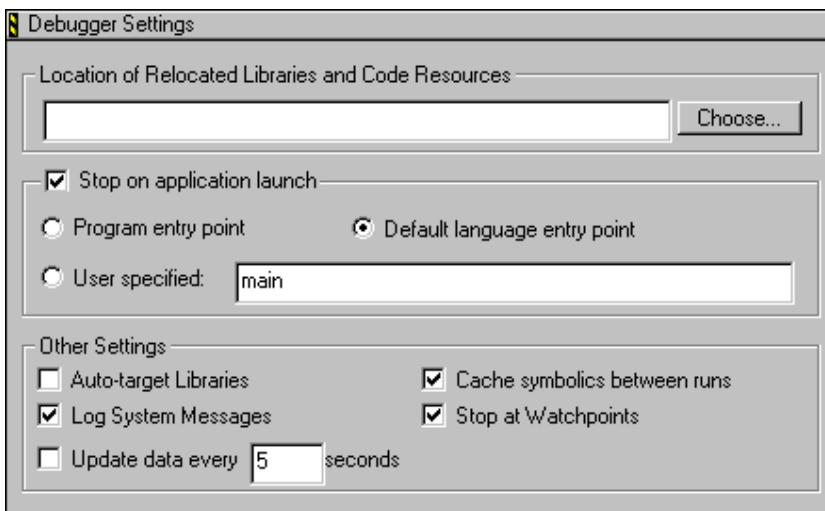 Debugger Settings
Location of Relocated Libraries and Code Resources
Choose...
Stop on application launch
Program entry point Default language entry point
User specified: main
Other Settings
Auto-target Libraries Cache symbolics between runs
Log System Messages Stop at Watchpoints
Update data every 5 seconds